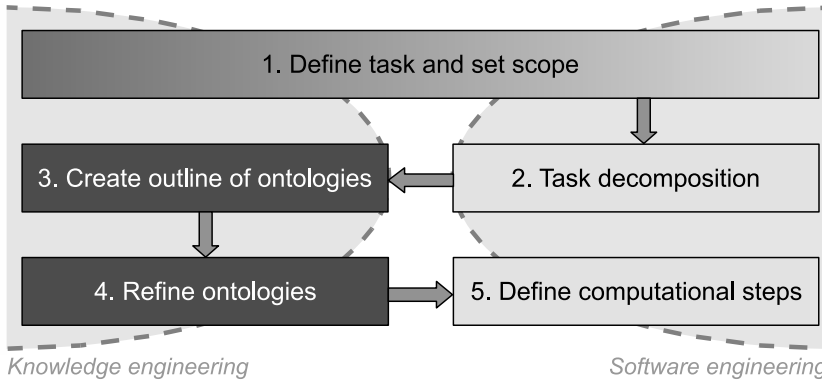 1. Define task and set scope
3. Create outline of ontologies
2. Task decomposition
4. Refine ontologies
5. Define computational steps
Knowledge engineering
Software engineering